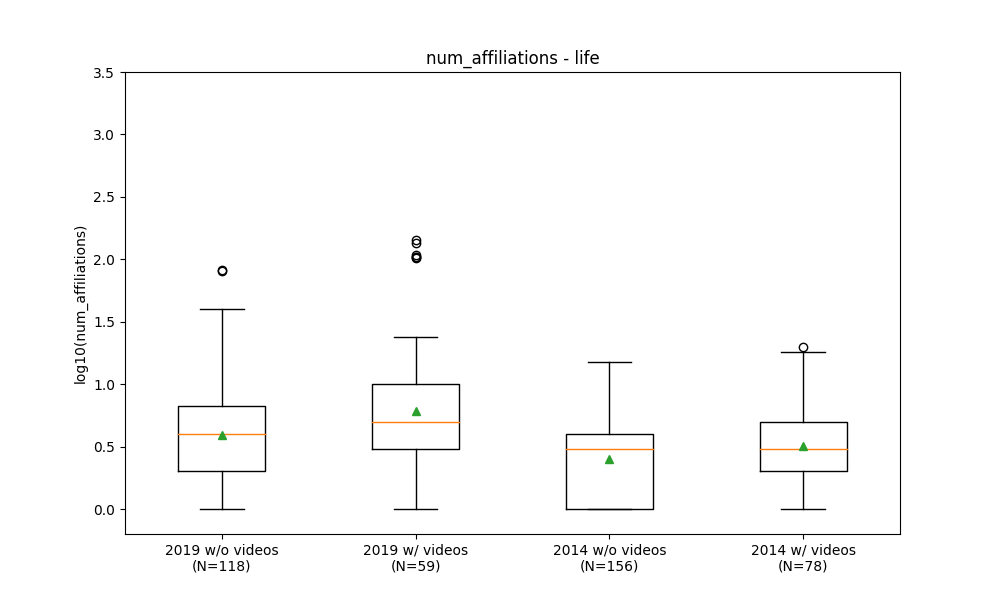 num_affiliations - life
3.5
3.0
2.5
2.0
1.5
1.0
0.5
0.0
log10(num_affiliations)
2019 w/o videos
(N=118)
2019 w/ videos
(N=59)
2014 w/o videos
(N=156)
2014 w/ videos
(N=78)